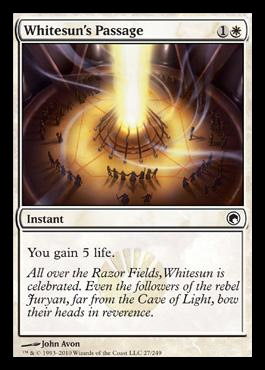 Whitesun's Passage 1
Instant
You gain 5 life.
All over the Razor Fields, Whitesun is
celebrated. Even the followers of the rebel
Juryan, far from the Cave of Light, bow
their heads in reverence.
John Avon
™ & © 1993–2010 Wizards of the Coast LLC 27/249